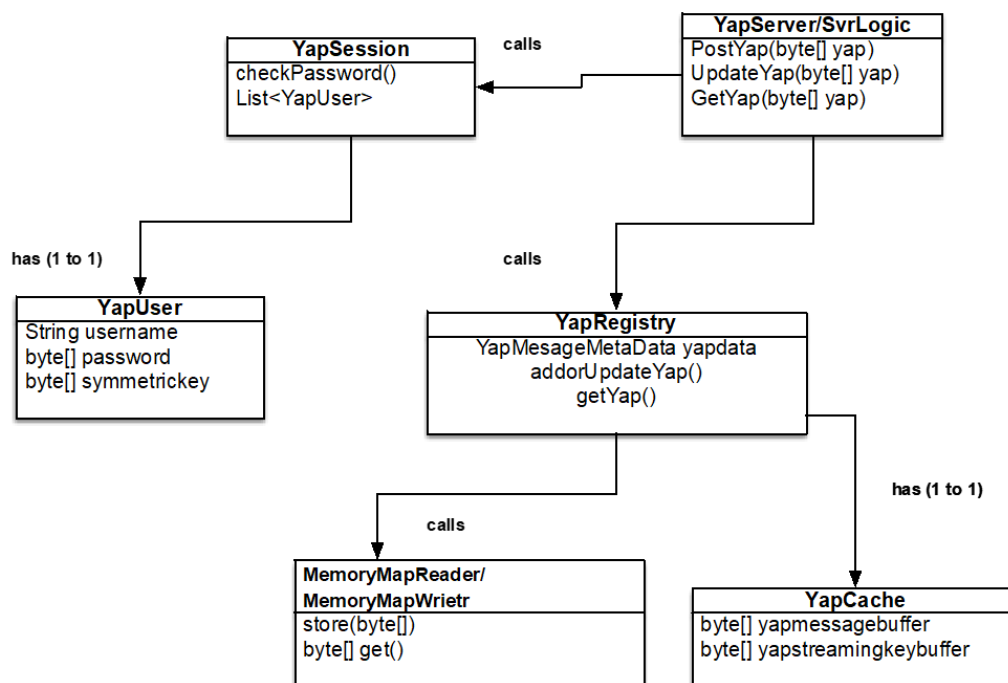 YapSession
checkPassword()
List<YapUser>
calls
YapServer/SvrLogic
PostYap(byte[] yap)
UpdateYap(byte[] yap)
GetYap(byte[] yap)
has (1 to 1)
calls
YapUser
String username
byte[] password
byte[] symmetrickey
YapRegistry
YapMesageMetaData yapdata
addorUpdateYap()
getYap()
calls
has (1 to 1)
MemoryMapReader/
MemoryMapWrietr
store(byte[])
byte[] get()
YapCache
byte[] yapmessagebuffer
byte[] yapstreamingkeybuffer